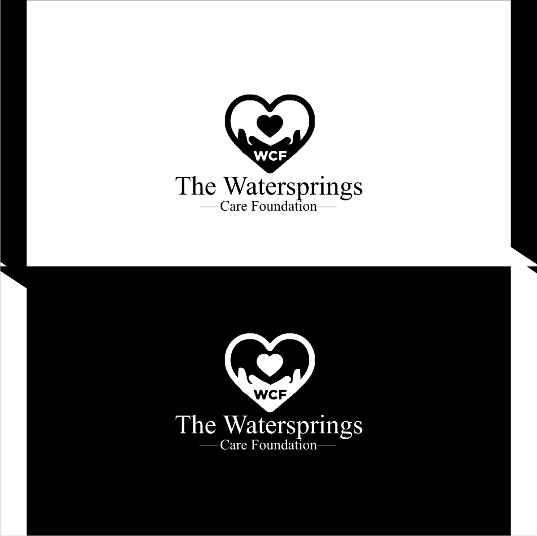 WCF
The Watersprings
Care Foundation
WCF
The Watersprings
Care Foundation